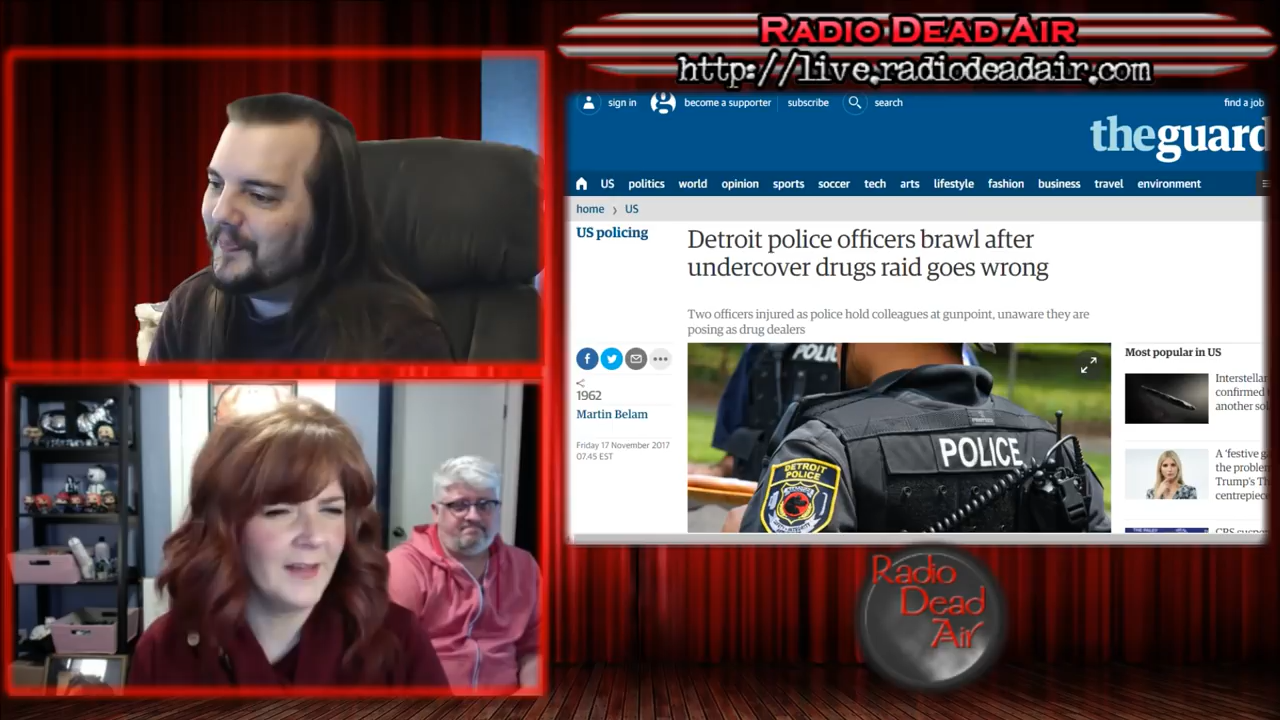 Radio Dead Air
http://live.radiodeadair.com
sign in
become a supporter
subscribe
search
find a job
theguard
US
politics
world
opinion
sports
soccer
tech
arts
lifestyle
fashion
business
travel
environment
home
US
US policing
Detroit police officers brawl after
undercover drugs raid goes wrong
Two officers injured as police hold colleagues at gunpoint, unaware they are
posing as drug dealers
1962
Martin Belam
Friday 17 November 2017
07.45 EST
POLIC
POLICE
DETROIT
POLICE
Most popular in US
Interstellar
confirmed
another so
A 'festive ga
the problem
Trump's Th
centrepiece
Radio
Dead
Air